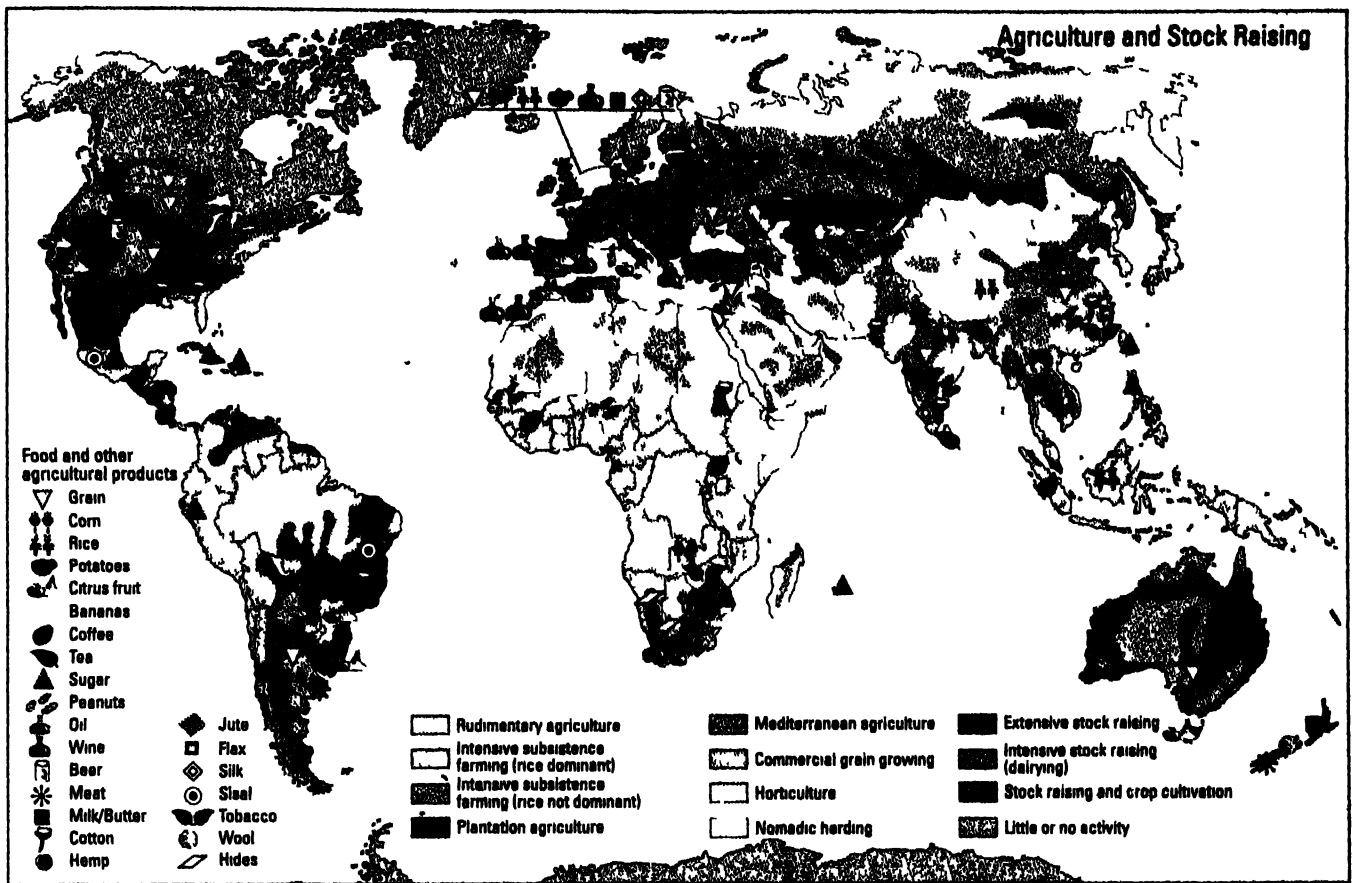 Agriculture and Stock Raising
Food and other
agricultural products
Grain
Corn
Rice
Potatoes
Citrus fruit
Bananas
Coffee
Tea
Sugar
Peanuts
Oil
Wine
Beer
Meat
Milk/Butter
Cotton
Hemp
Jute
Flax
Silk
Sisal
Tobacco
Wool
Hides
Rudimentary agriculture
Intensive subsistence
farming (rice dominant)
Intensive subsistence
farming (rice not dominant)
Plantation agriculture
Mediterranean agriculture
Commercial grain growing
Horticulture
Nomadic herding
Extensive stock raising
Intensive stock raising
(dairying)
Stock raising and crop cultivation
Little or no activity